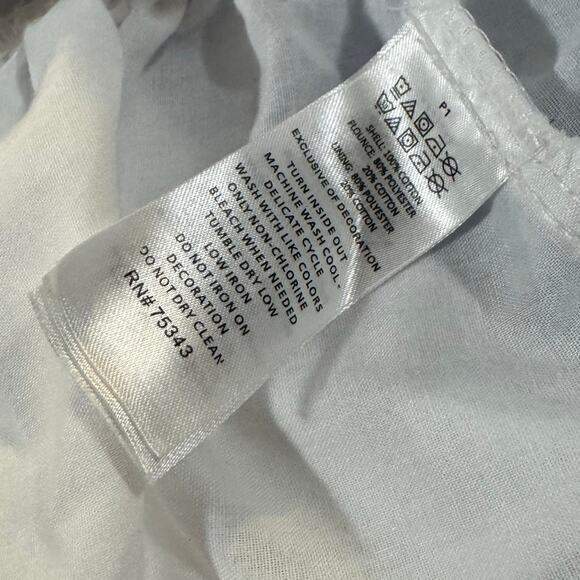 P1
SHELL: 100% COTTON
FLOUNCE: 80% POLYESTER
20% COTTON
LINING: 80% POLYESTER
20% COTTON
EXCLUSIVE OF DECORATION
TURN INSIDE OUT
MACHINE WASH COOL -
DELICATE CYCLE
WASH WITH LIKE COLORS
ONLY NON-CHLORINE
BLEACH WHEN NEEDED
TUMBLE DRY LOW
LOW IRON
DO NOT IRON ON
DECORATION
DO NOT DRY CLEAN
RN# 75343